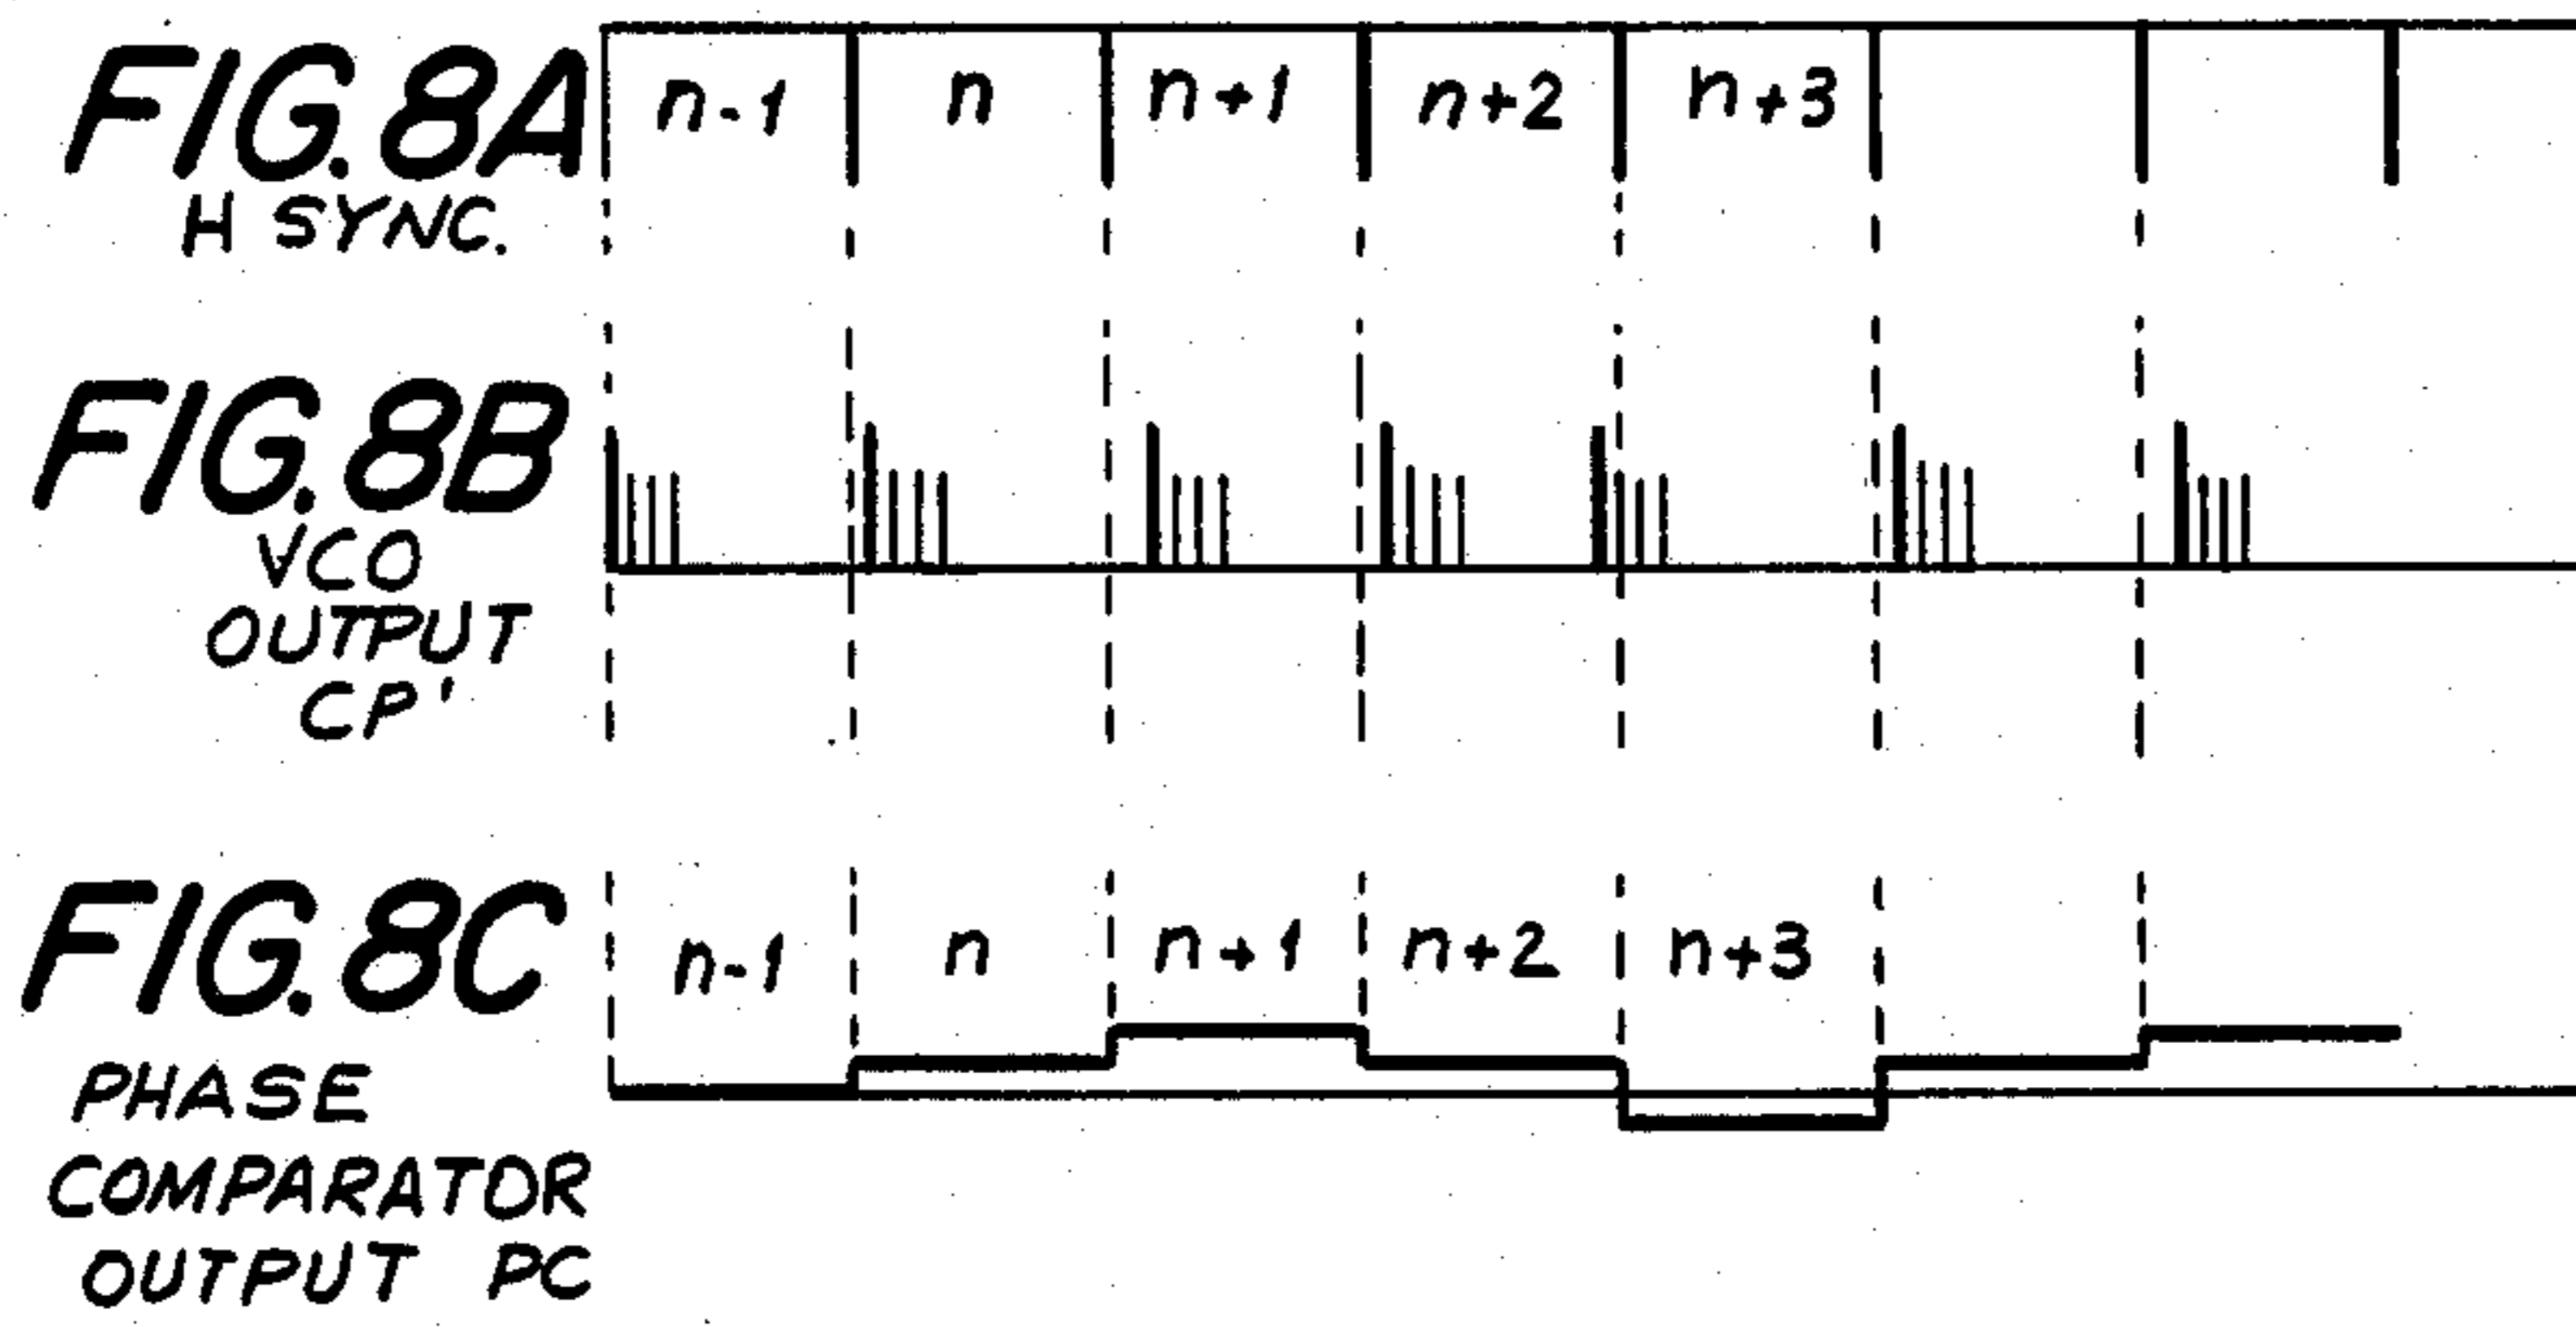 FIG.8A
H SYNC.
n-1 n n+1 n+2 n+3
FIG.8B
VCO
OUTPUT
CP'
FIG.8C
n-1 n n+1 n+2 n+3
PHASE
COMPARATOR
OUTPUT PC